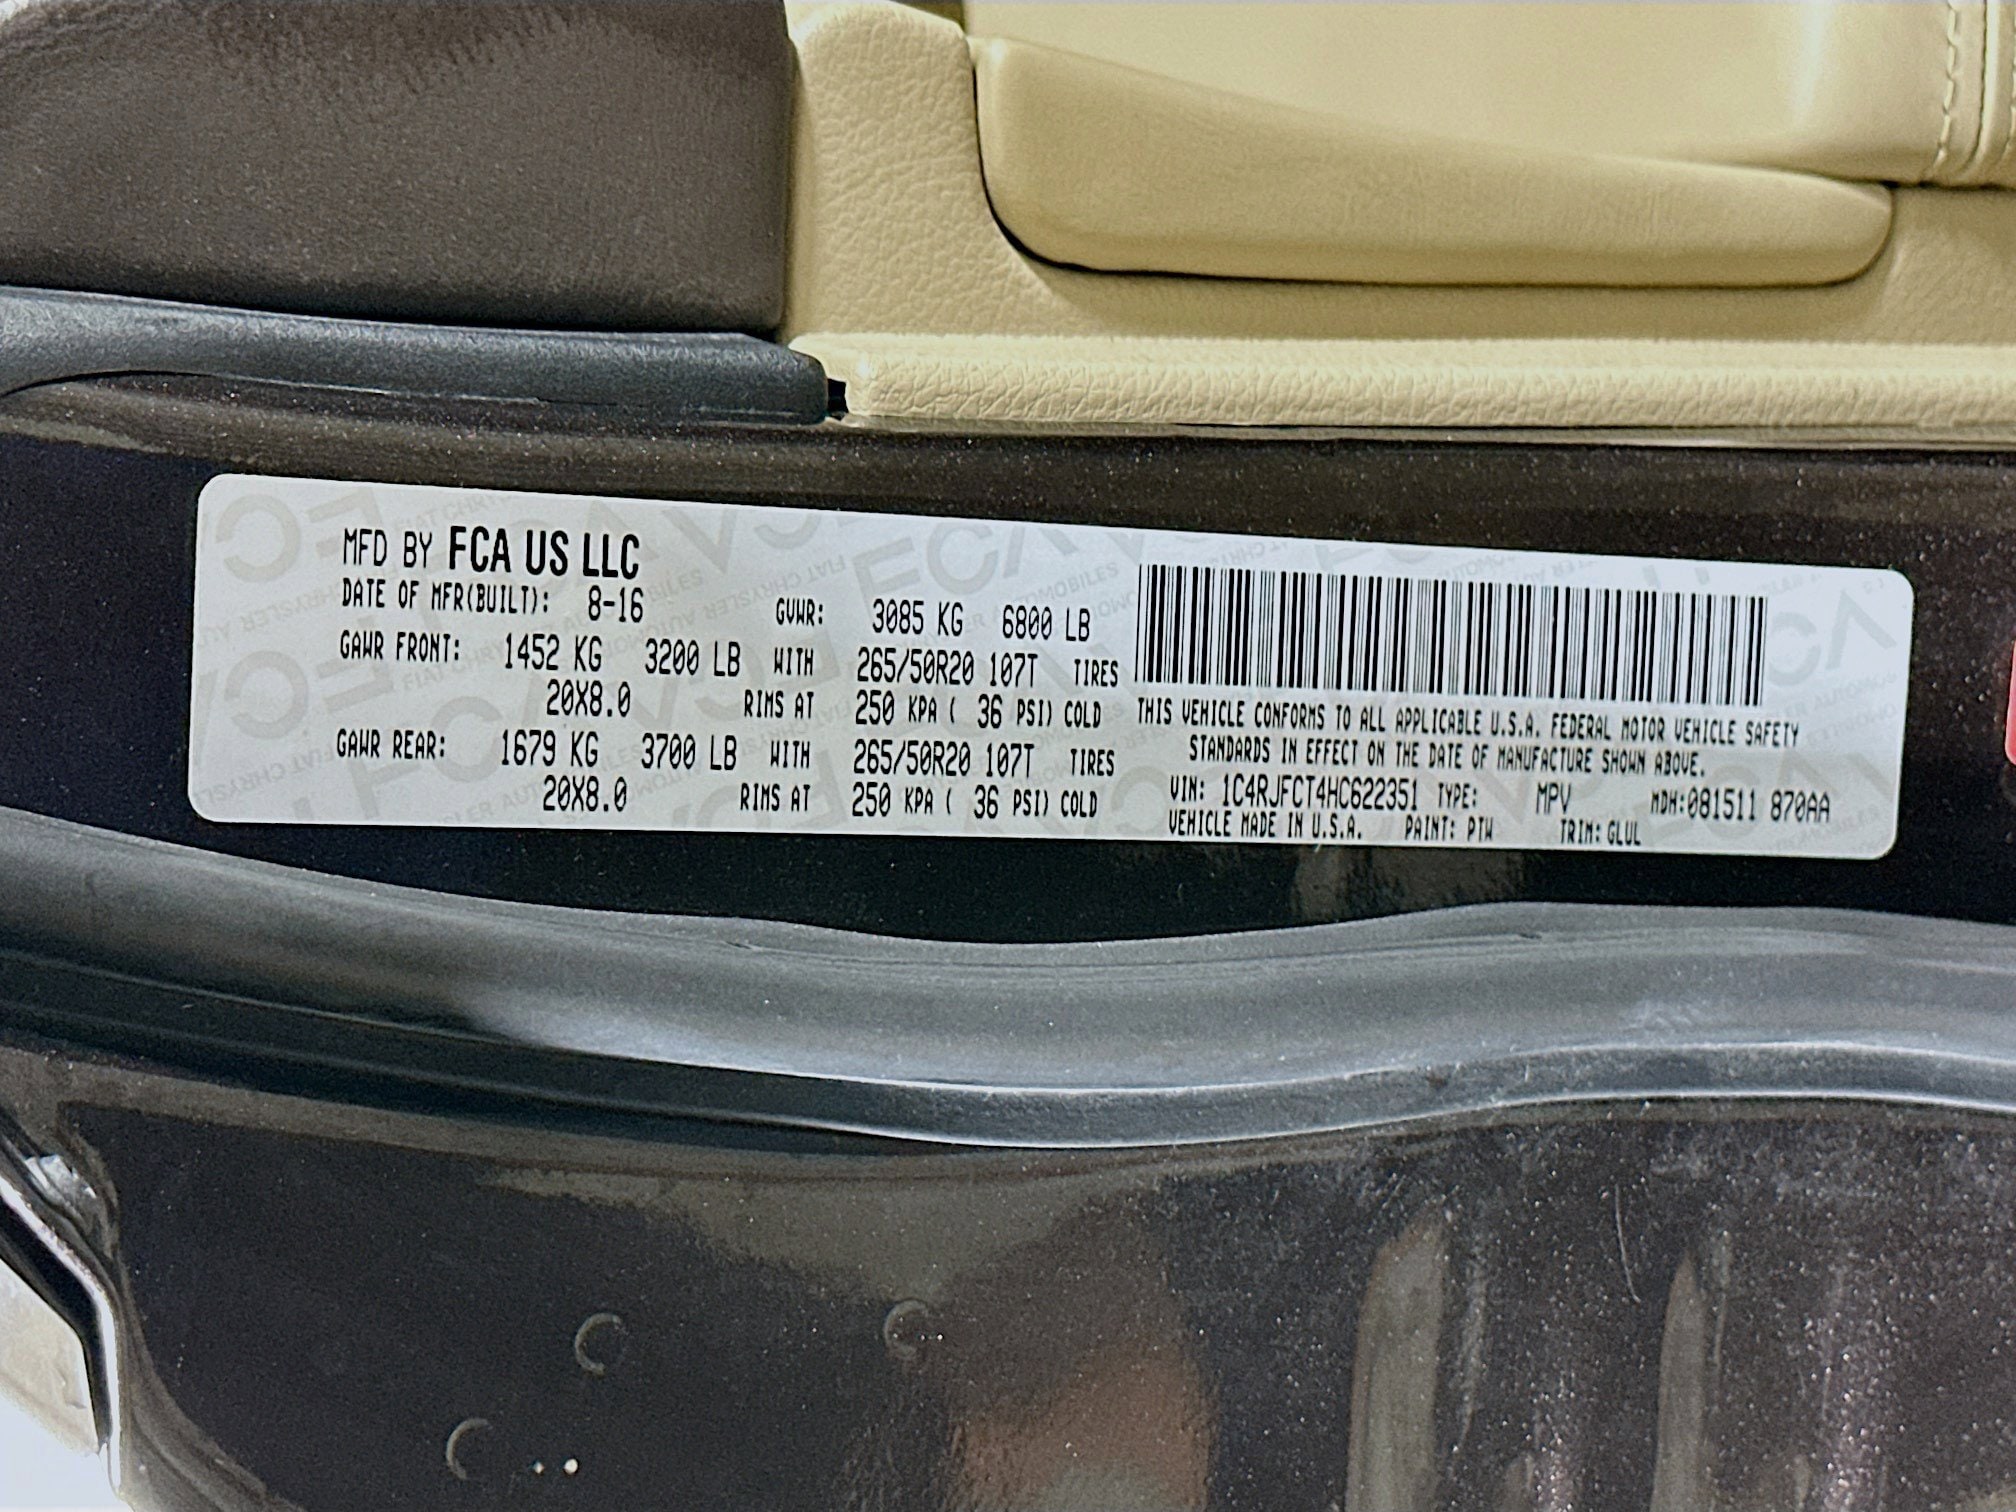 MFD BY FCA US LLC
DATE OF MFR(BUILT): 8-16 GVWR: 3085 KG 6800 LB
GAWR FRONT: 1452 KG 3200 LB WITH 265/50R20 107T TIRES
20X8.0 RIMS AT 250 KPA ( 36 PSI) COLD
GAWR REAR: 1679 KG 3700 LB WITH 265/50R20 107T TIRES
20X8.0 RIMS AT 250 KPA ( 36 PSI) COLD
THIS VEHICLE CONFORMS TO ALL APPLICABLE U.S.A. FEDERAL MOTOR VEHICLE SAFETY
STANDARDS IN EFFECT ON THE DATE OF MANUFACTURE SHOWN ABOVE.
VIN: 1C4RJFCT4HC622351 TYPE: MPV MDH:081511 870AA
VEHICLE MADE IN U.S.A. PAINT: PTW TRIM: GLUL